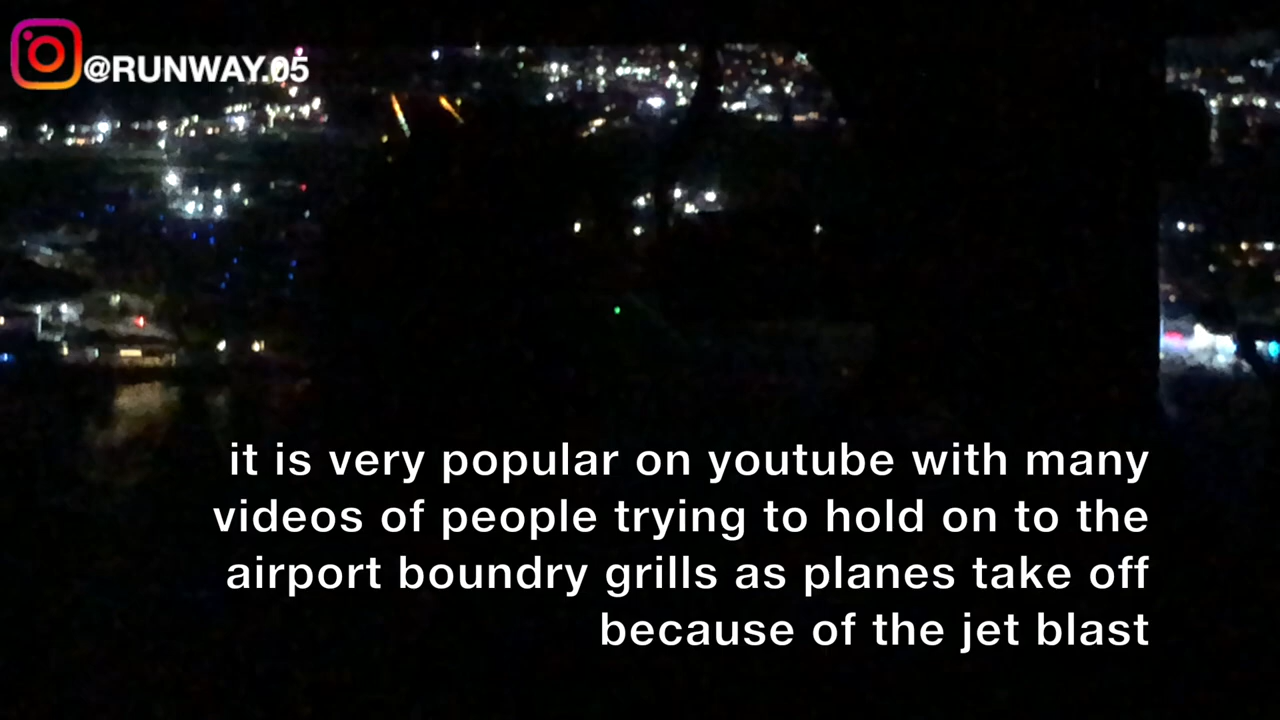 @RUNWAY.05
it is very popular on youtube with many
videos of people trying to hold on to the
airport boundry grills as planes take off
because of the jet blast